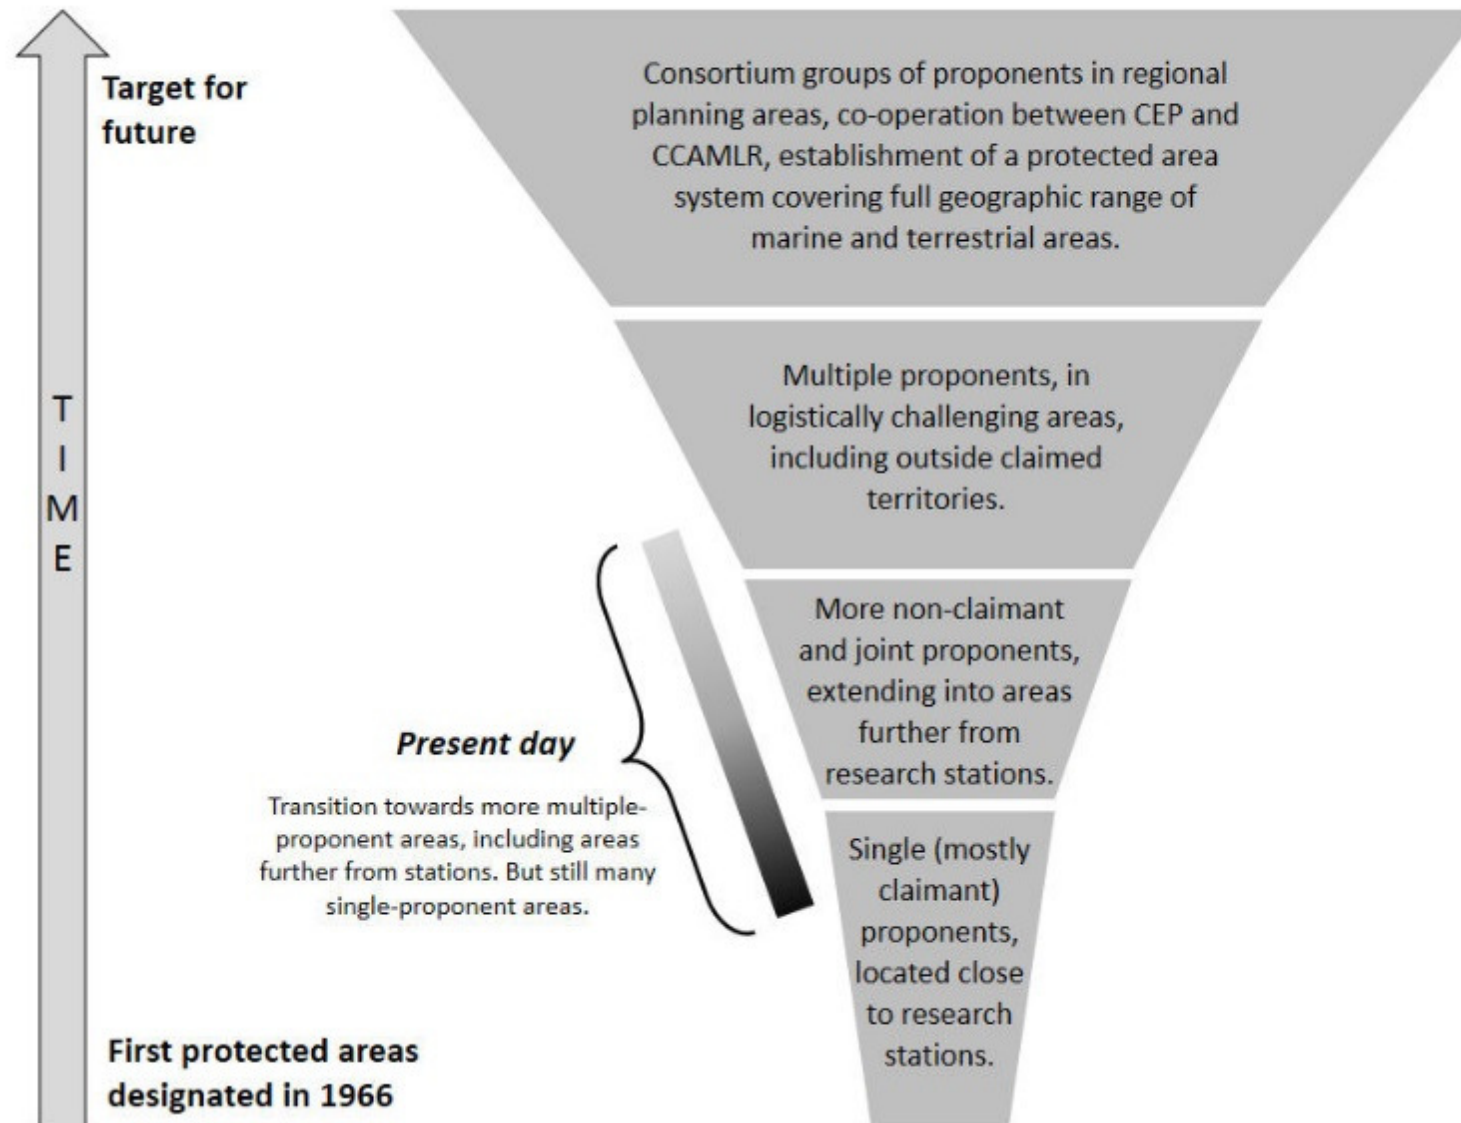 Target for
future
T
I
M
E
First protected areas
designated in 1966
Present day
Transition towards more multiple-
proponent areas, including areas
further from stations. But still many
single-proponent areas.
Consortium groups of proponents in regional
planning areas, co-operation between CEP and
CCAMLR, establishment of a protected area
system covering full geographic range of
marine and terrestrial areas.
Multiple proponents, in
logistically challenging areas,
including outside claimed
territories.
More non-claimant
and joint proponents,
extending into areas
further from
research stations.
Single (mostly
claimant)
proponents,
located close
to research
stations.